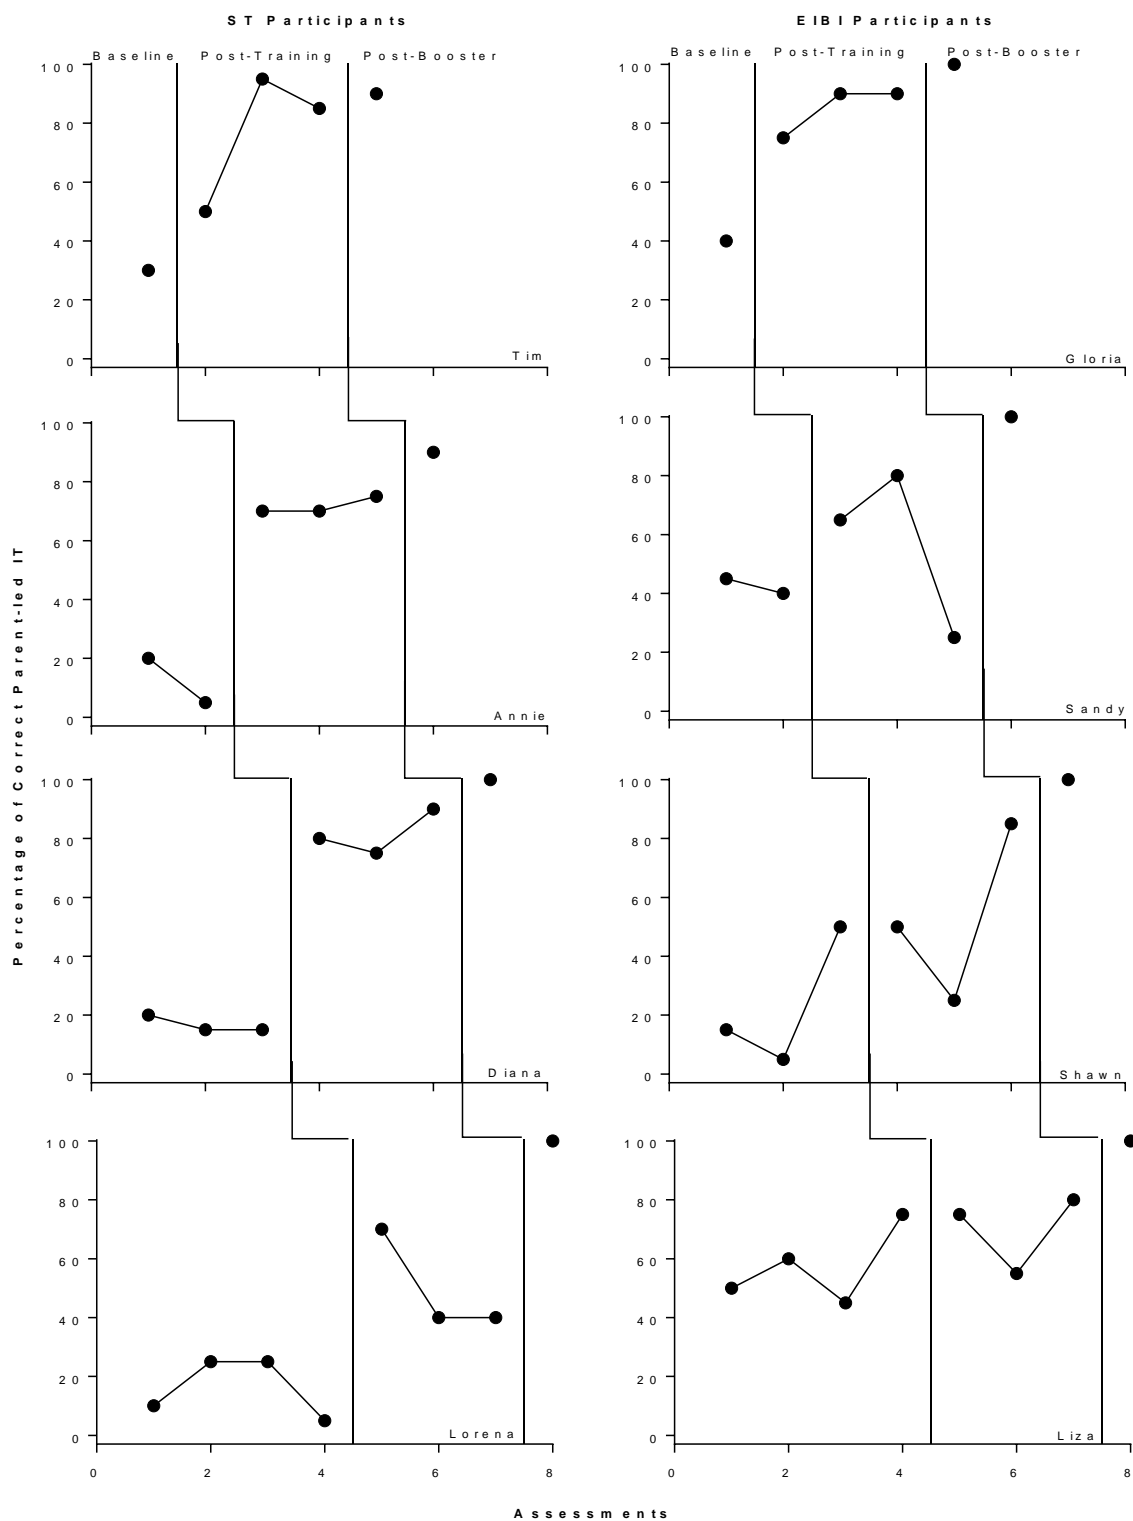 ST Participants
EIBI Participants
Baseline
Post-Training
Post-Booster
Baseline
Post-Training
Post-Booster
100
80
60
40
20
0
Tim
100
80
60
40
20
0
Gloria
Percentage of Correct Parent-led IT
100
80
60
40
20
0
Annie
100
80
60
40
20
0
Sandy
100
80
60
40
20
0
Diana
100
80
60
40
20
0
Shawn
100
80
60
40
20
0
Lorena
0 2 4 6 8
100
80
60
40
20
0
Liza
0 2 4 6 8
Assessments